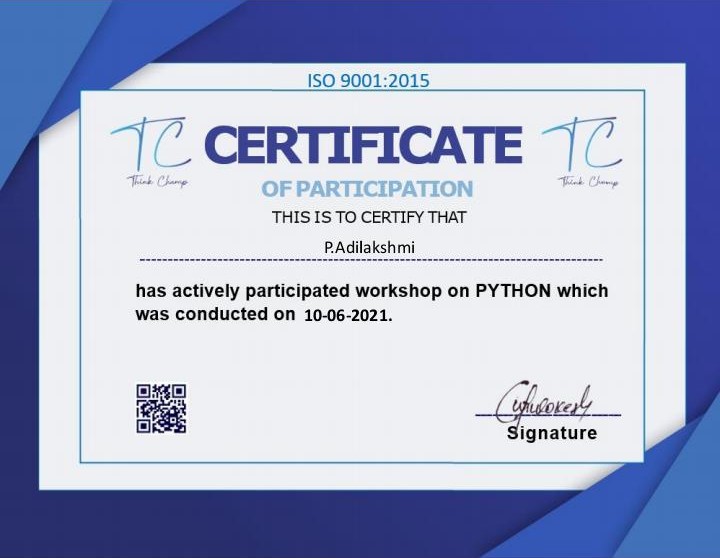 ISO 9001:2015
TC CERTIFICATE TC
Think Champ OF PARTICIPATION Think Champ
THIS IS TO CERTIFY THAT
P.Adilakshmi
has actively participated workshop on PYTHON which
was conducted on 10-06-2021.
Signature